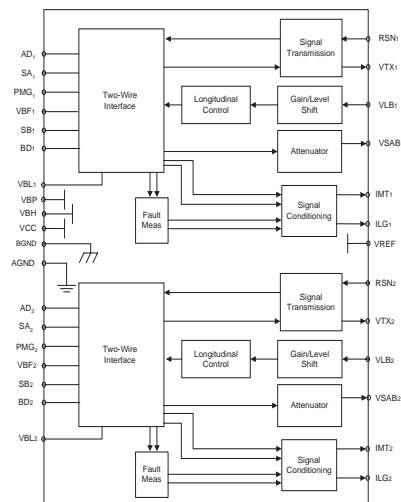 AD1
SA1
PMG1
VBF1
SB1
BD1
VBL1
VBP
VBH
VCC
BGND
AGND
Two-Wire
Interface
Signal
Transmission
Longitudinal
Control
Gain/Level
Shift
Attenuator
Fault
Meas
Signal
Conditioning
RSN1
VTX1
VLB1
VSAB
IMT1
ILG1
VREF
AD2
SA2
PMG2
VBF2
SB2
BD2
VBL2
Two-Wire
Interface
Signal
Transmission
Longitudinal
Control
Gain/Level
Shift
Attenuator
Fault
Meas
Signal
Conditioning
RSN2
VTX2
VLB2
VSAB2
IMT2
ILG2